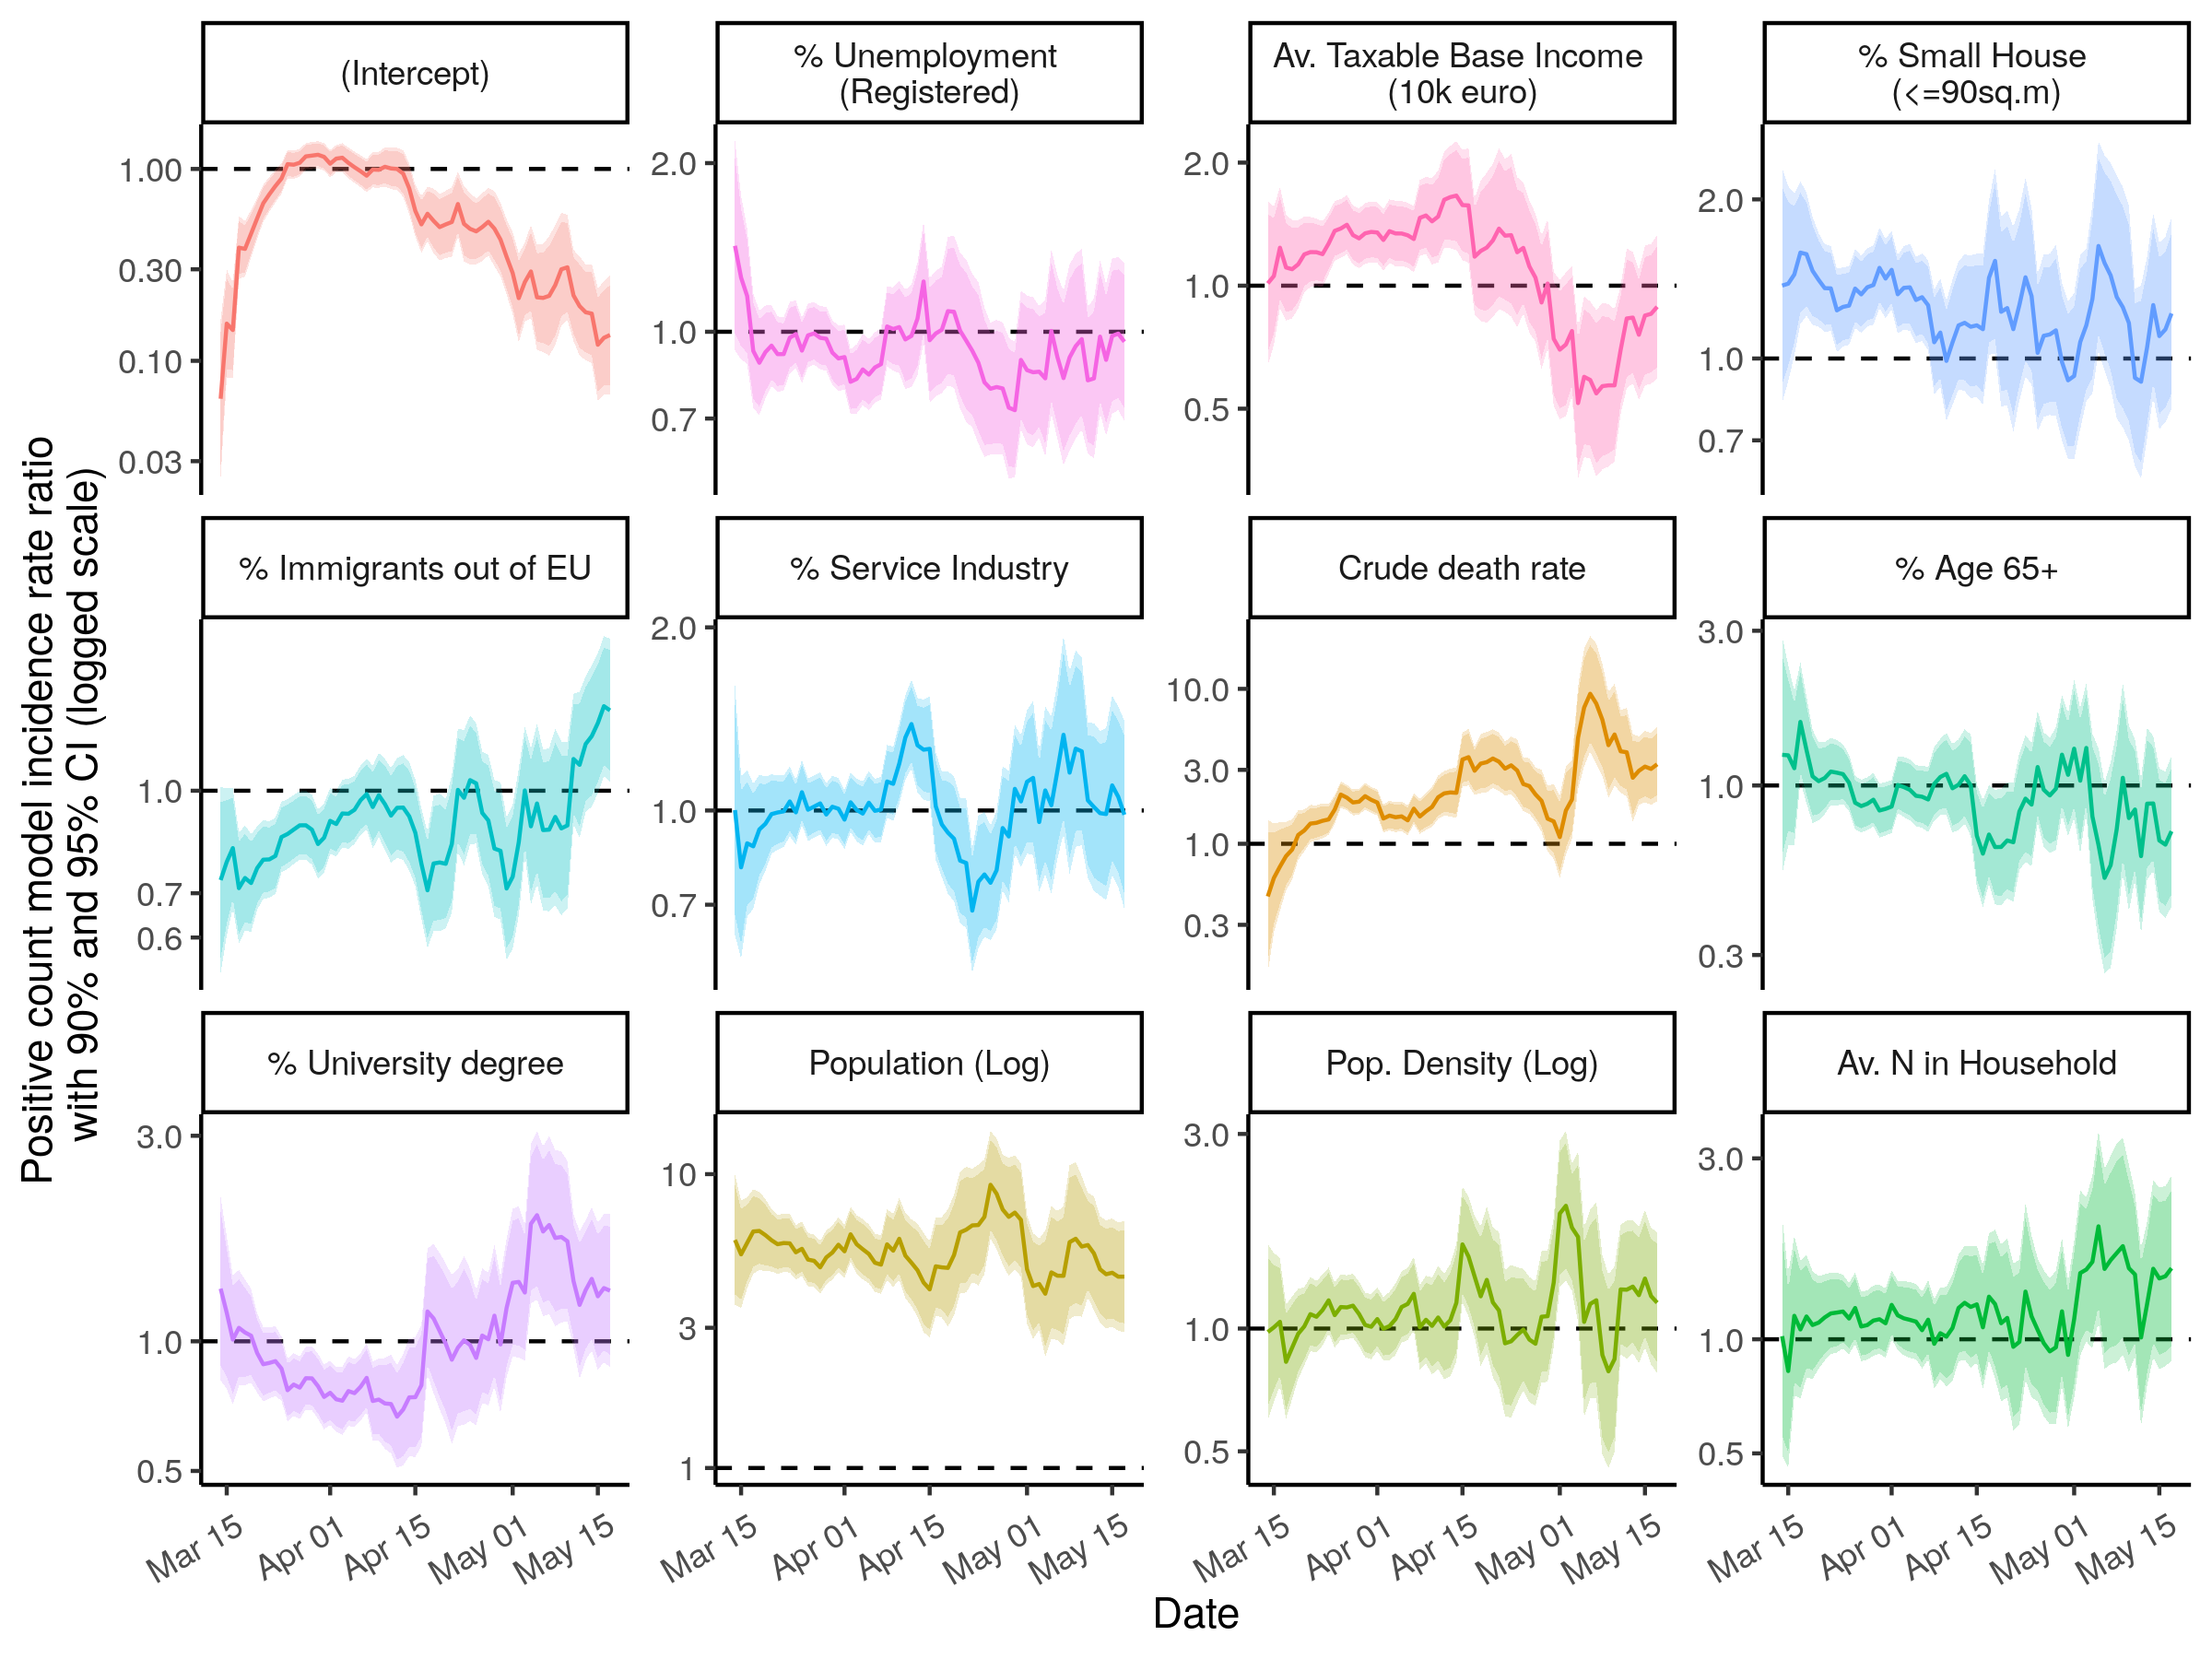 (Intercept)
% Unemployment
(Registered)
Av. Taxable Base Income
(10k euro)
% Small House
(<=90sq.m)
1.00
0.30
0.10
0.03
2.0
1.0
0.7
2.0
1.0
0.5
2.0
1.0
0.7
% Immigrants out of EU
% Service Industry
Crude death rate
% Age 65+
1.0
0.7
0.6
2.0
1.0
0.7
10.0
3.0
1.0
0.3
3.0
1.0
0.3
% University degree
Population (Log)
Pop. Density (Log)
Av. N in Household
3.0
1.0
0.5
10
3
1
3.0
1.0
0.5
3.0
1.0
0.5
Mar 15 Apr 01 Apr 15 May 01 May 15
Mar 15 Apr 01 Apr 15 May 01 May 15
Mar 15 Apr 01 Apr 15 May 01 May 15
Mar 15 Apr 01 Apr 15 May 01 May 15
Date
Positive count model incidence rate ratio
with 90% and 95% CI (logged scale)